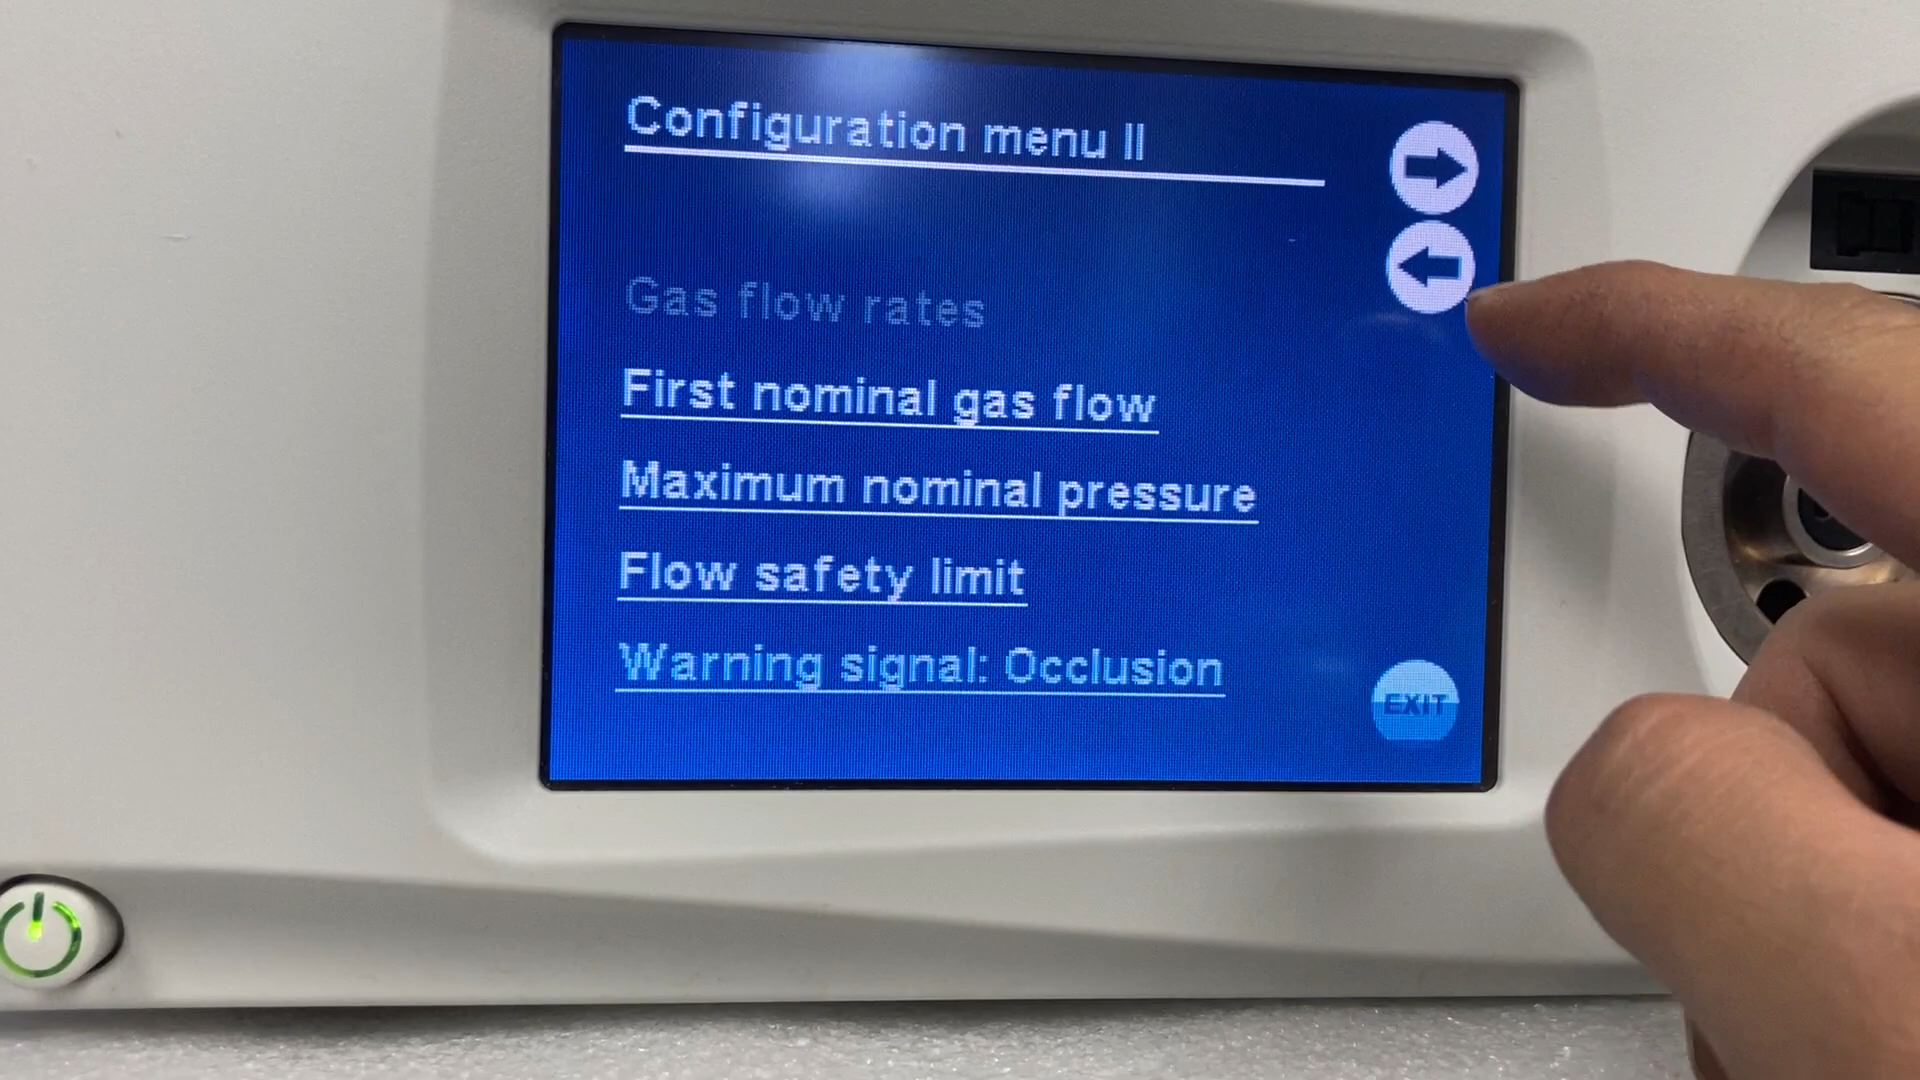 Configuration menu II
Gas flow rates
First nominal gas flow
Maximum nominal pressure
Flow safety limit
Warning signal: Occlusion
EXIT